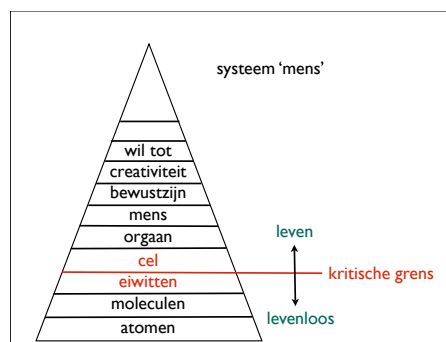 systeem ‘mens’
wil tot
creativiteit
bewustzijn
mens
orgaan
leven
cel
kritische grens
eiwitten
moleculen
levenloos
atomen